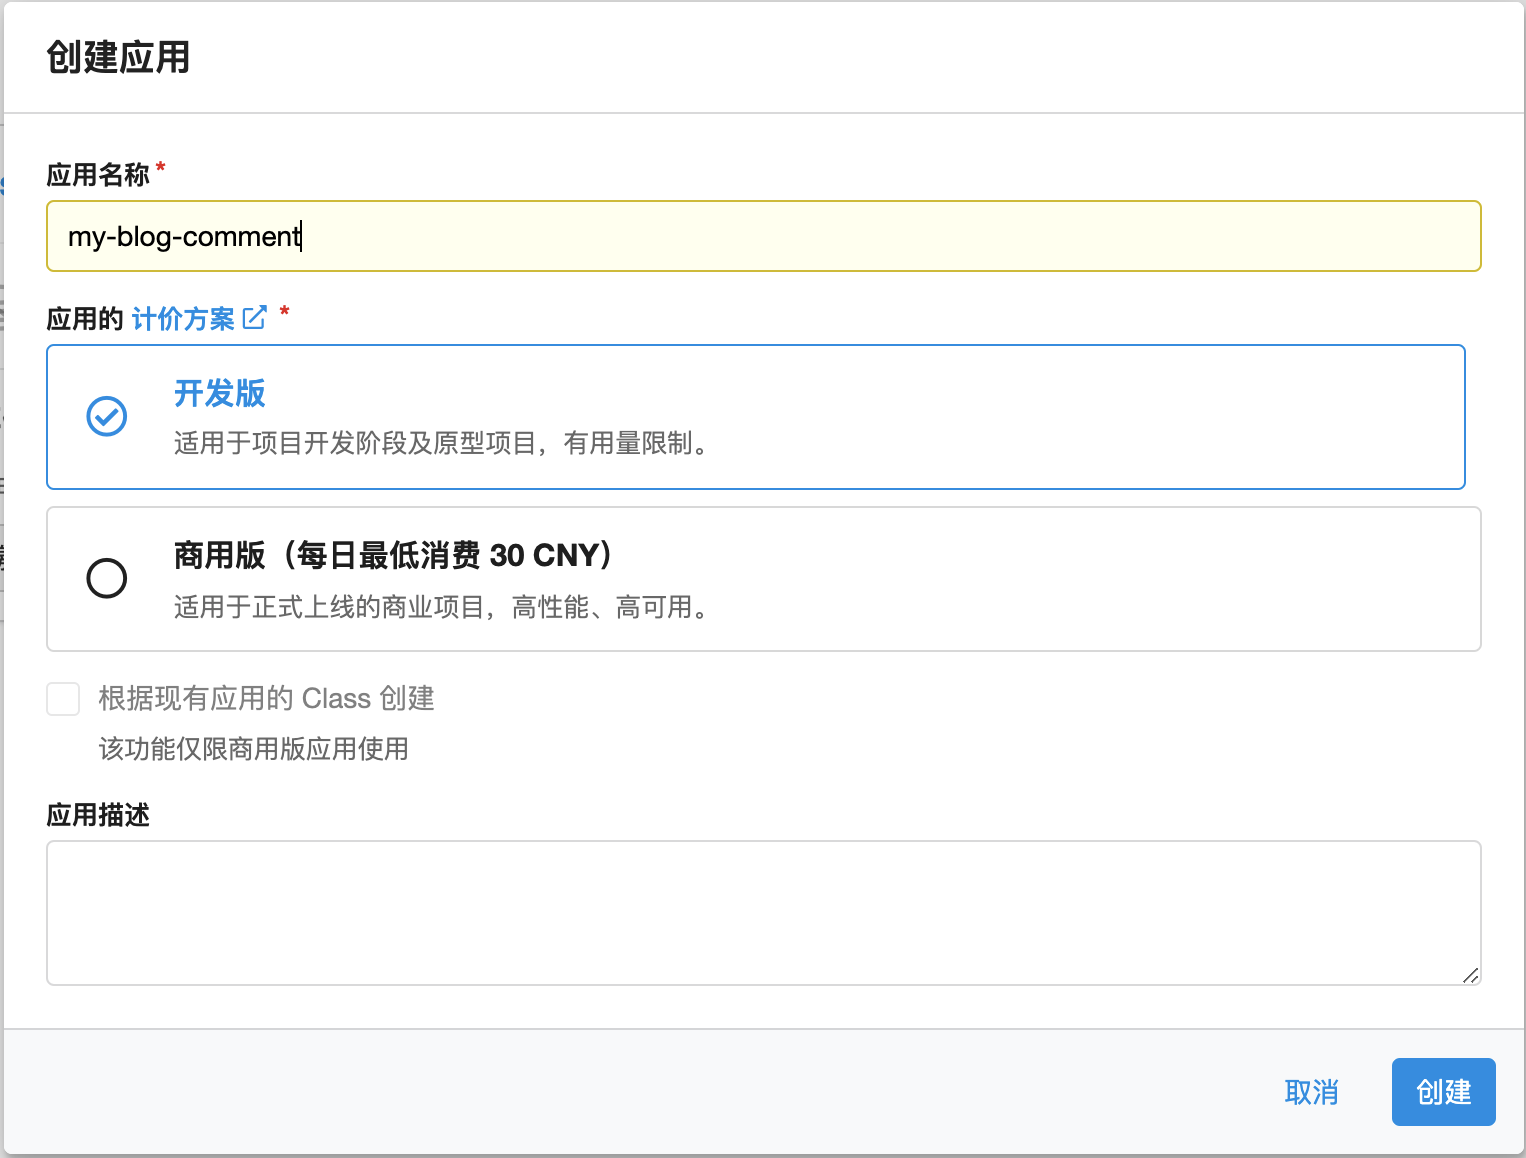 创建应用
应用名称 *
my-blog-comment
应用的 计价方案 *
开发版
适用于项目开发阶段及原型项目，有用量限制。
商用版（每日最低消费 30 CNY）
适用于正式上线的商业项目，高性能、高可用。
根据现有应用的 Class 创建
该功能仅限商用版应用使用
应用描述
取消 创建